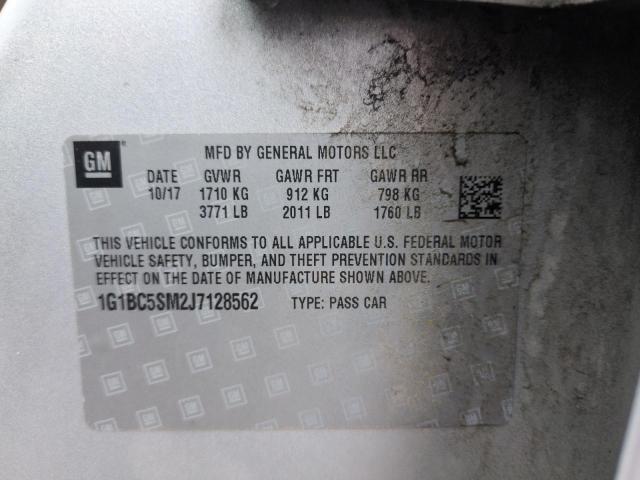 GM
MFD BY GENERAL MOTORS LLC
DATE GVWR GAWR FRT GAWR RR
10/17 1710 KG 912 KG 798 KG
3771 LB 2011 LB 1760 LB
THIS VEHICLE CONFORMS TO ALL APPLICABLE U.S. FEDERAL MOTOR
VEHICLE SAFETY, BUMPER, AND THEFT PREVENTION STANDARDS IN
EFFECT ON THE DATE OF MANUFACTURE SHOWN ABOVE.
1G1BC5SM2J7128562 TYPE: PASS CAR